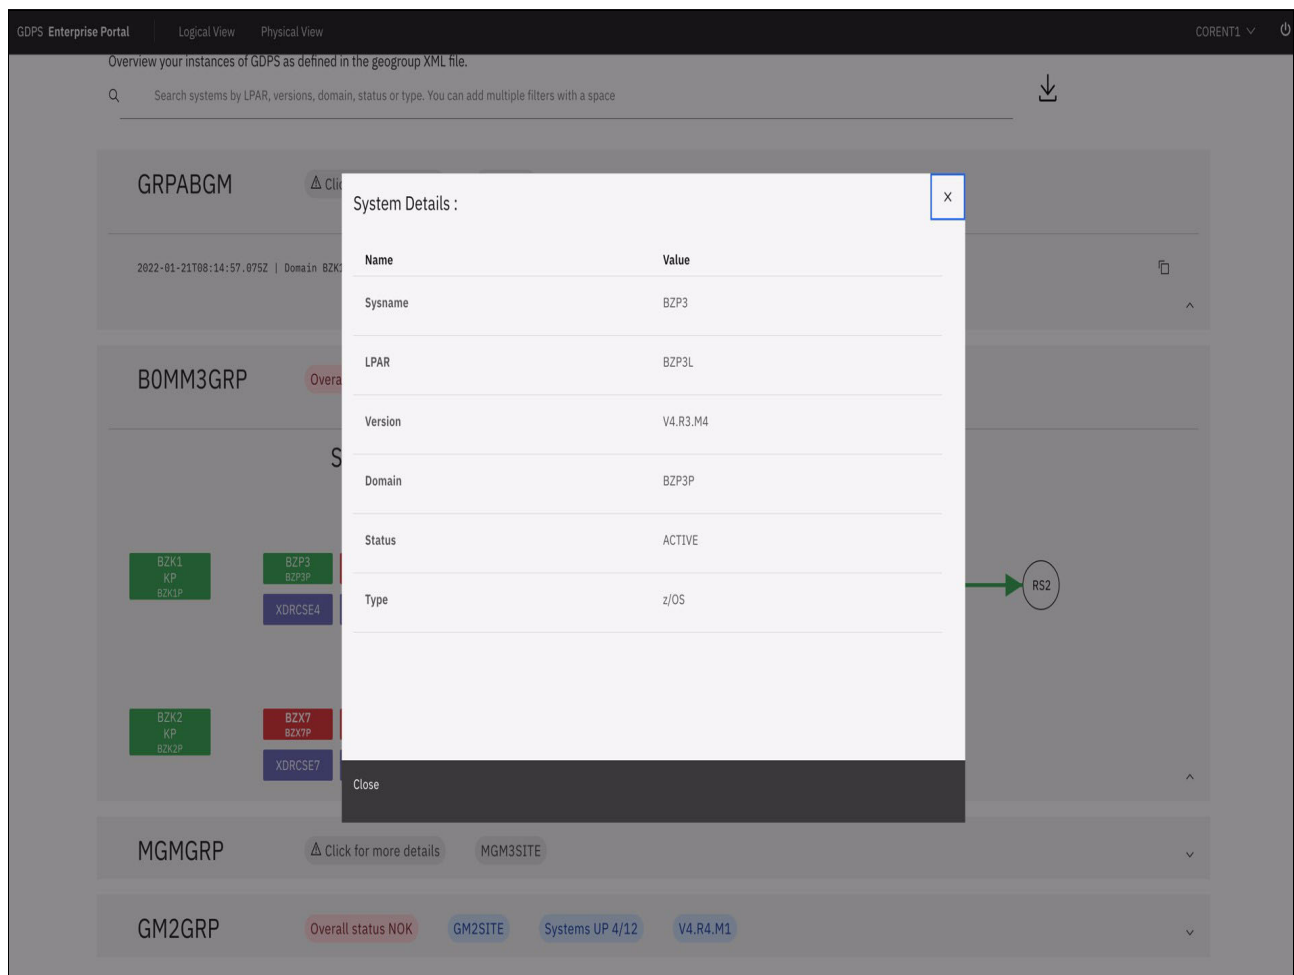 GDPS Enterprise Portal Logical View Physical View CORENT1
Overview your instances of GDPS as defined in the geogroup XML file.
Search systems by LPAR, versions, domain, status or type. You can add multiple filters with a space
GRPABGM Clic
System Details : X
Name Value
2022-01-21T08:14:57.075Z | Domain BZK1
Sysname BZP3
LPAR BZP3L
B0MM3GRP Overa
Version V4.R3.M4
S
Domain BZP3P
Status ACTIVE
BZK1
KP
BZK1P
BZP3
BZP3P
XDRCSE4
RS2
Type z/OS
BZK2
KP
BZK2P
BZX7
BZX7P
XDRCSE7
Close
MGMGRP Click for more details MGM3SITE
GM2GRP Overall status NOK GM2SITE Systems UP 4/12 V4.R4.M1